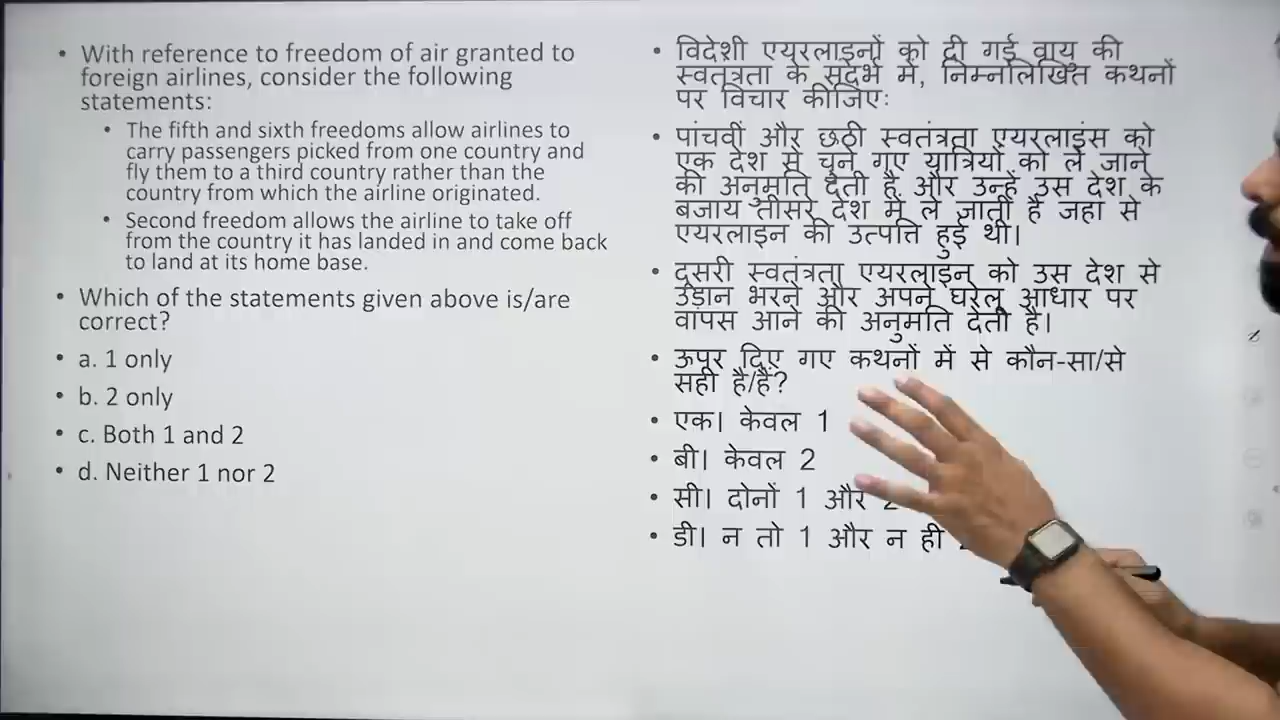 • With reference to freedom of air granted to
foreign airlines, consider the following
statements:
• The fifth and sixth freedoms allow airlines to
carry passengers picked from one country and
fly them to a third country rather than the
country from which the airline originated.
• Second freedom allows the airline to take off
from the country it has landed in and come back
to land at its home base.
• Which of the statements given above is/are
correct?
• a. 1 only
• b. 2 only
• c. Both 1 and 2
• d. Neither 1 nor 2
• विदेशी एयरलाइनों को दी गई वायु की
स्वतंत्रता के संदर्भ में, निम्नलिखित कथनों
पर विचार कीजिए:
• पांचवीं और छठी स्वतंत्रता एयरलाइंस को
एक देश से चुने गए यात्रियों को ले जाने
की अनुमति देती है और उन्हें उस देश के
बजाय तीसरे देश में ले जाती है जहां से
एयरलाइन की उत्पत्ति हुई थी।
• दूसरी स्वतंत्रता एयरलाइन को उस देश से
उड़ान भरने और अपने घरेलू आधार पर
वापस आने की अनुमति देती है।
• ऊपर दिए गए कथनों में से कौन-सा/से
सही है/हैं?
• एक। केवल 1
• बी। केवल 2
• सी। दोनों 1 और 2
• डी। न तो 1 और न ही